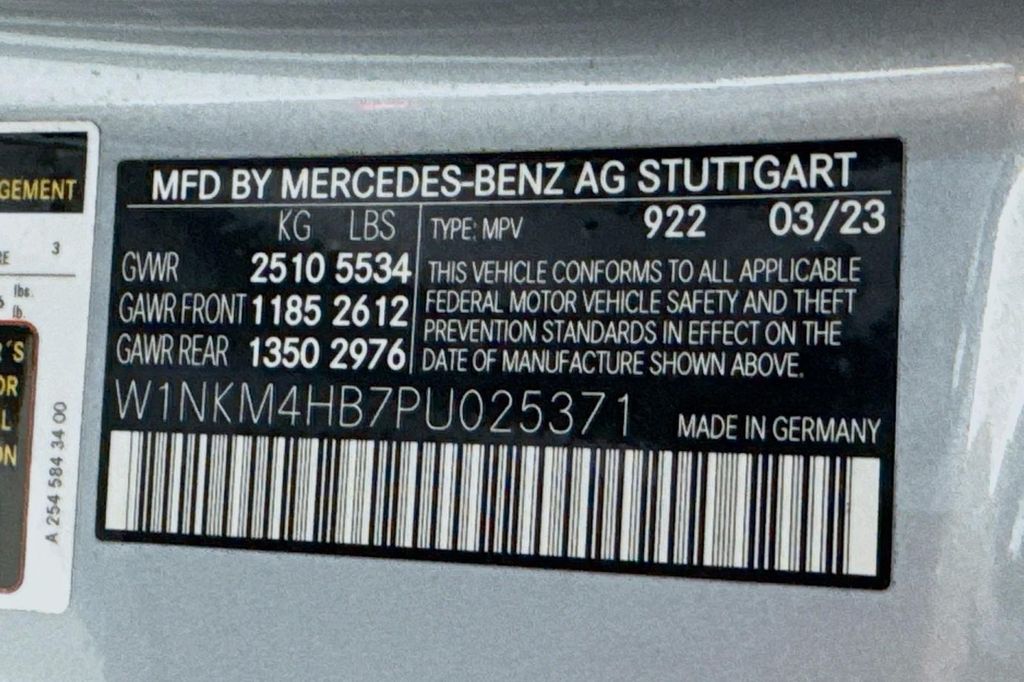 MFD BY MERCEDES-BENZ AG STUTTGART
KG LBS
GVWR 2510 5534
GAWR FRONT 1185 2612
GAWR REAR 1350 2976
TYPE: MPV 922 03/23
THIS VEHICLE CONFORMS TO ALL APPLICABLE
FEDERAL MOTOR VEHICLE SAFETY AND THEFT
PREVENTION STANDARDS IN EFFECT ON THE
DATE OF MANUFACTURE SHOWN ABOVE.
W1NKM4HB7PU025371
MADE IN GERMANY
GEMENT
3
lbs.
lb.
A 254 584 34 00